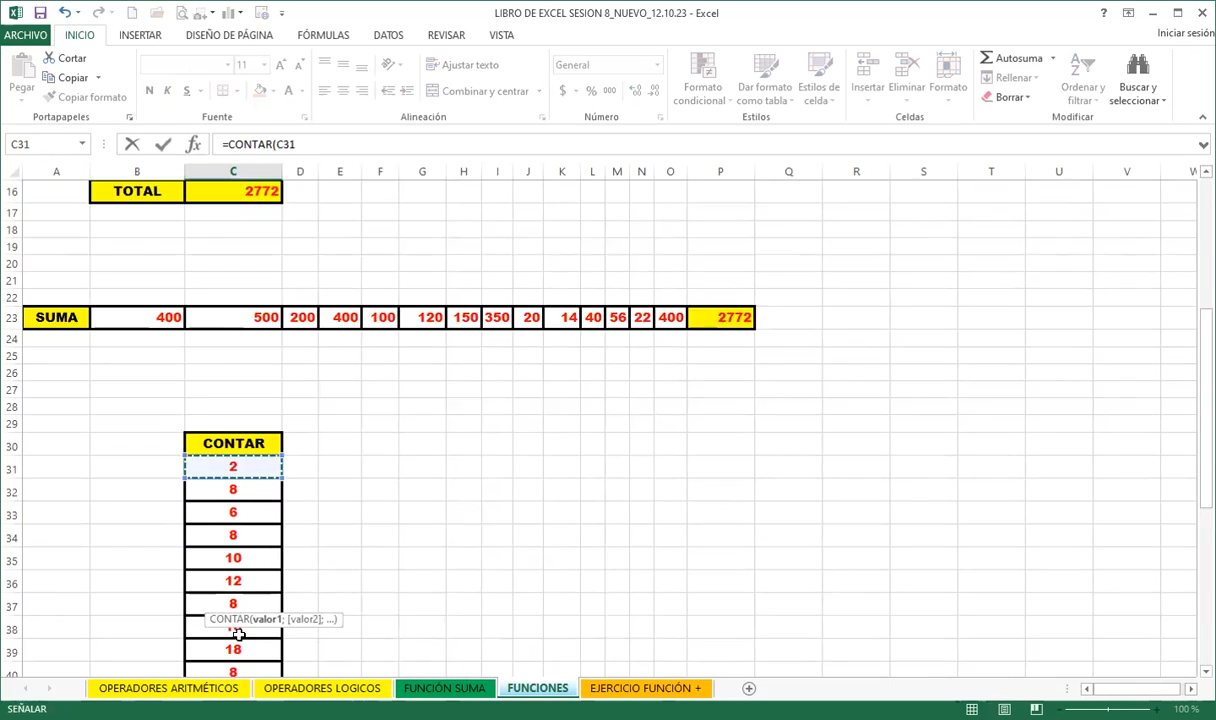 LIBRO DE EXCEL SESION 8_NUEVO_12.10.23 - Excel
ARCHIVO INICIO INSERTAR DISEÑO DE PÁGINA FÓRMULAS DATOS REVISAR VISTA Iniciar sesión
Pegar
Cortar
Copiar
Copiar formato
Portapapeles
11
N K S
Fuente
Ajustar texto
Combinar y centrar
Alineación
General
$ % 000
Número
Formato condicional
Dar formato como tabla
Estilos de celda
Estilos
Insertar Eliminar Formato
Celdas
Autosuma
Rellenar
Borrar
Ordenar y filtrar
Buscar y seleccionar
Modificar
C31 =CONTAR(C31
A B C D E F G H I J K L M N O P Q R S T U V W
16 TOTAL 2772
17
18
19
20
21
22
23 SUMA 400 500 200 400 100 120 150 350 20 14 40 56 22 400 2772
24
25
26
27
28
29
30 CONTAR
31 2
32 8
33 6
34 8
35 10
36 12
37 8
CONTAR(valor1; [valor2]; ...)
38
39 18
40 8
OPERADORES ARITMÉTICOS OPERADORES LOGICOS FUNCIÓN SUMA FUNCIONES EJERCICIO FUNCIÓN +
SEÑALAR 100 %